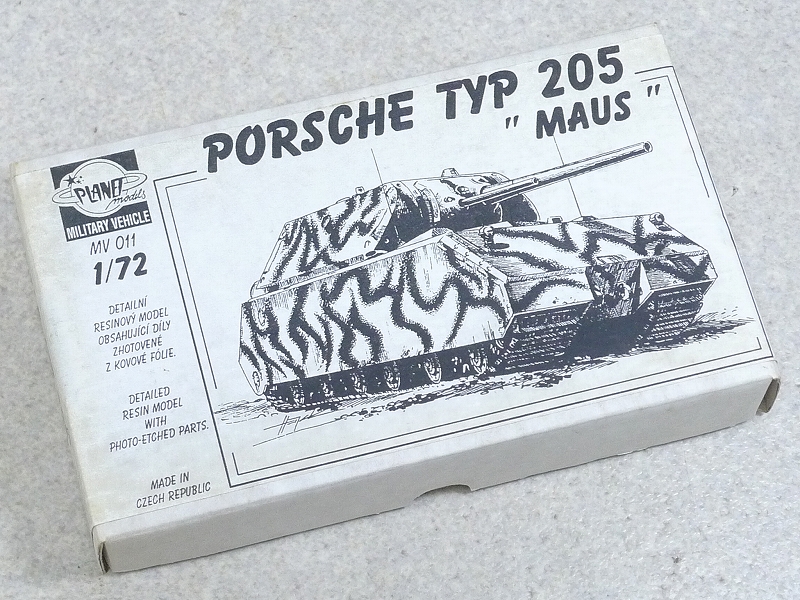 PORSCHE TYP 205
" MAUS "
PLANET
models
MILITARY VEHICLE
MV 011
1/72
DETAILNÍ
RESINOVÝ MODEL
OBSAHUJÍCÍ DÍLY
ZHOTOVENÉ
Z KOVOVÉ FÓLIE.
DETAILED
RESIN MODEL
WITH
PHOTO-ETCHED PARTS.
MADE IN
CZECH REPUBLIC